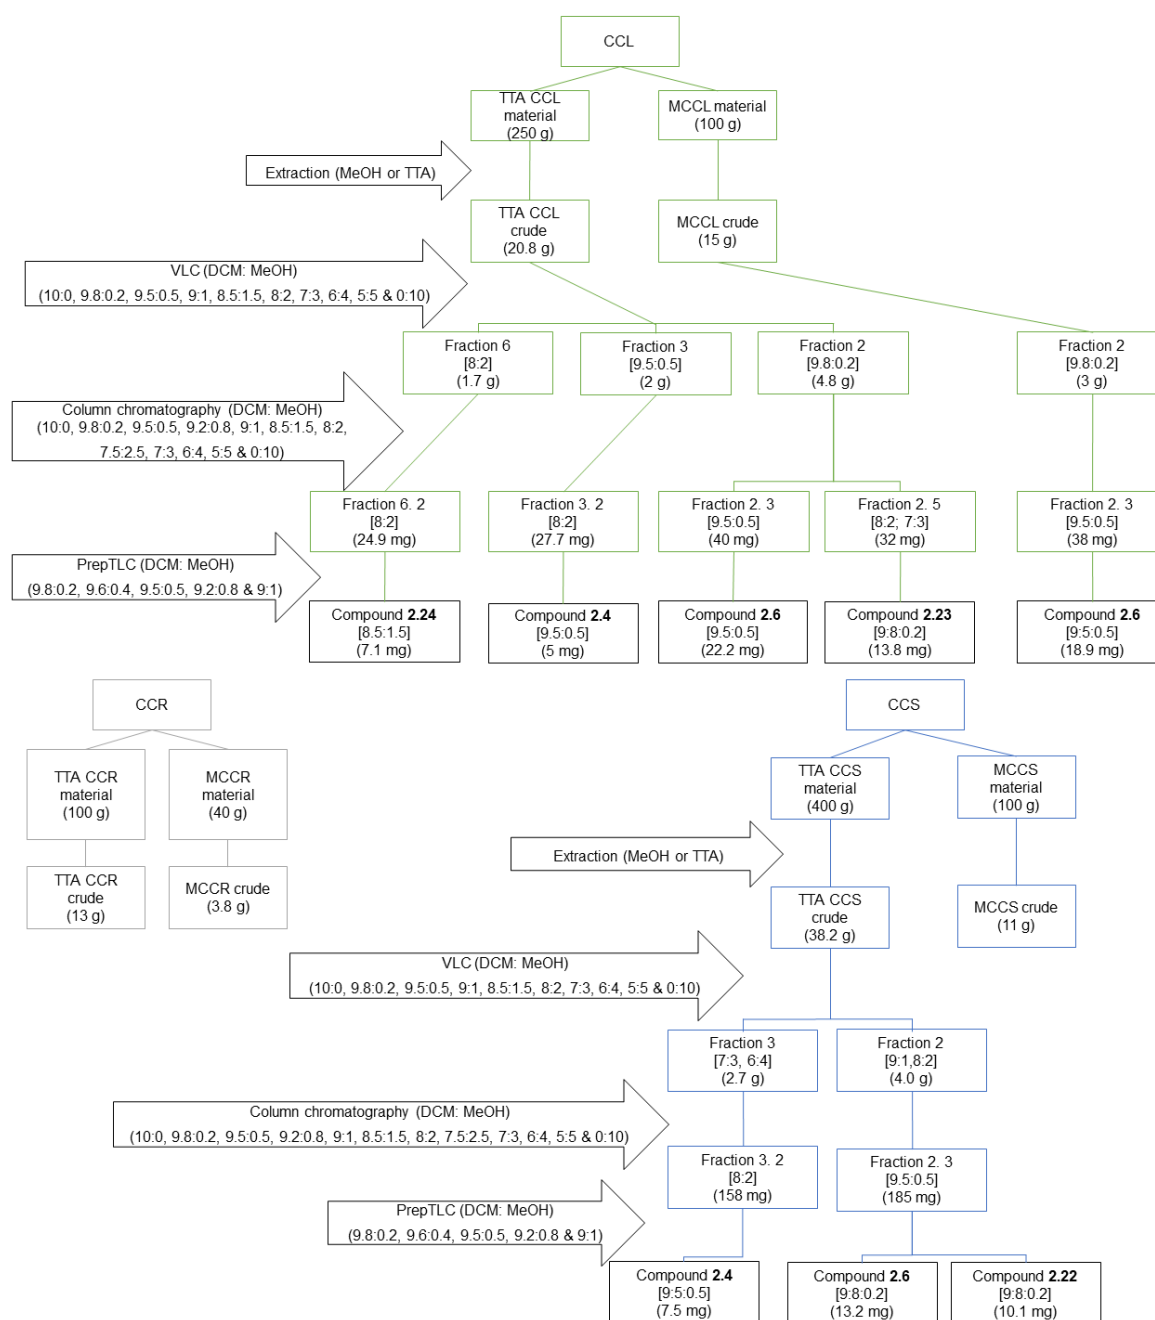 CCL
TTA CCL
material
(250 g)
MCCL material
(100 g)
Extraction (MeOH or TTA)
TTA CCL
crude
(20.8 g)
MCCL crude
(15 g)
VLC (DCM: MeOH)
(10:0, 9.8:0.2, 9.5:0.5, 9:1, 8.5:1.5, 8:2, 7:3, 6:4, 5:5 & 0:10)
Fraction 6
[8:2]
(1.7 g)
Fraction 3
[9.5:0.5]
(2 g)
Fraction 2
[9.8:0.2]
(4.8 g)
Fraction 2
[9.8:0.2]
(3 g)
Column chromatography (DCM: MeOH)
(10:0, 9.8:0.2, 9.5:0.5, 9.2:0.8, 9:1, 8.5:1.5, 8:2,
7.5:2.5, 7:3, 6:4, 5:5 & 0:10)
Fraction 6. 2
[8:2]
(24.9 mg)
Fraction 3. 2
[8:2]
(27.7 mg)
Fraction 2. 3
[9.5:0.5]
(40 mg)
Fraction 2. 5
[8:2; 7:3]
(32 mg)
Fraction 2. 3
[9.5:0.5]
(38 mg)
PrepTLC (DCM: MeOH)
(9.8:0.2, 9.6:0.4, 9.5:0.5, 9.2:0.8 & 9:1)
Compound 2.24
[8.5:1.5]
(7.1 mg)
Compound 2.4
[9.5:0.5]
(5 mg)
Compound 2.6
[9.5:0.5]
(22.2 mg)
Compound 2.23
[9:8:0.2]
(13.8 mg)
Compound 2.6
[9:5:0.5]
(18.9 mg)
CCR
TTA CCR
material
(100 g)
MCCR
material
(40 g)
TTA CCR
crude
(13 g)
MCCR crude
(3.8 g)
CCS
TTA CCS
material
(400 g)
MCCS
material
(100 g)
Extraction (MeOH or TTA)
TTA CCS
crude
(38.2 g)
MCCS crude
(11 g)
VLC (DCM: MeOH)
(10:0, 9.8:0.2, 9.5:0.5, 9:1, 8.5:1.5, 8:2, 7:3, 6:4, 5:5 & 0:10)
Fraction 3
[7:3, 6:4]
(2.7 g)
Fraction 2
[9:1,8:2]
(4.0 g)
Column chromatography (DCM: MeOH)
(10:0, 9.8:0.2, 9.5:0.5, 9.2:0.8, 9:1, 8.5:1.5, 8:2, 7.5:2.5, 7:3, 6:4, 5:5 & 0:10)
Fraction 3. 2
[8:2]
(158 mg)
Fraction 2. 3
[9.5:0.5]
(185 mg)
PrepTLC (DCM: MeOH)
(9.8:0.2, 9.6:0.4, 9.5:0.5, 9.2:0.8 & 9:1)
Compound 2.4
[9:5:0.5]
(7.5 mg)
Compound 2.6
[9:8:0.2]
(13.2 mg)
Compound 2.22
[9:8:0.2]
(10.1 mg)